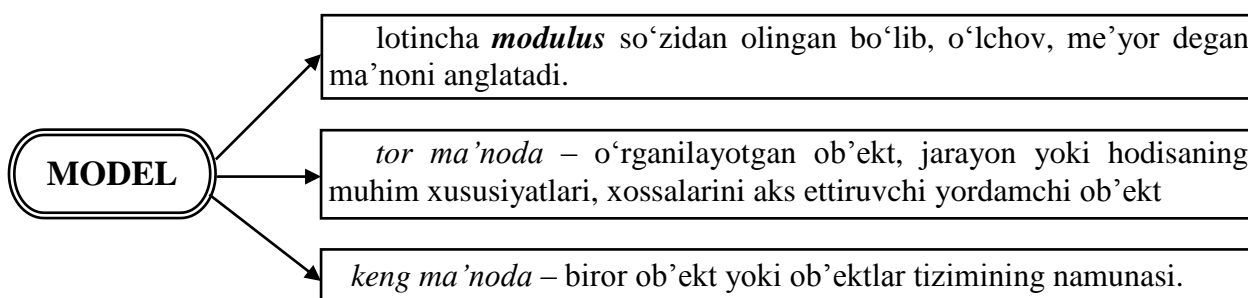 lotincha modulus so‘zidan olingan bo‘lib, o‘lchov, me’yor degan
ma’noni anglatadi.
MODEL
tor ma’noda – o‘rganilayotgan ob’ekt, jarayon yoki hodisaning
muhim xususiyatlari, xossalarini aks ettiruvchi yordamchi ob’ekt
keng ma’noda – biror ob’ekt yoki ob’ektlar tizimining namunasi.